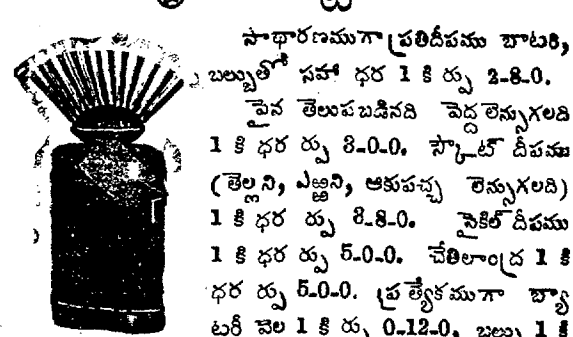 సాధారణముగా ప్రతిదీపము బాటరి,
బల్బుతో సహా ధర 1 కి రు 2-8-0.
పైన తెలుపబడినది పెద్ద లెన్సుగలది
1 కి ధర రు 3-0-0. స్కౌట్ దీపము
(తెల్లని, ఎఱ్ఱని, ఆకుపచ్చ లెన్సుగలది)
1 కి ధర రు 3-8-0. సైకిల్ దీపము
1 కి ధర రు 5-0-0. చేతిలాంద్ర 1 కి
ధర రు 5-0-0. ప్రత్యేకముగా బ్యా
టరీ వెల 1 కి రు 0-12-0, బల్బు 1 కి